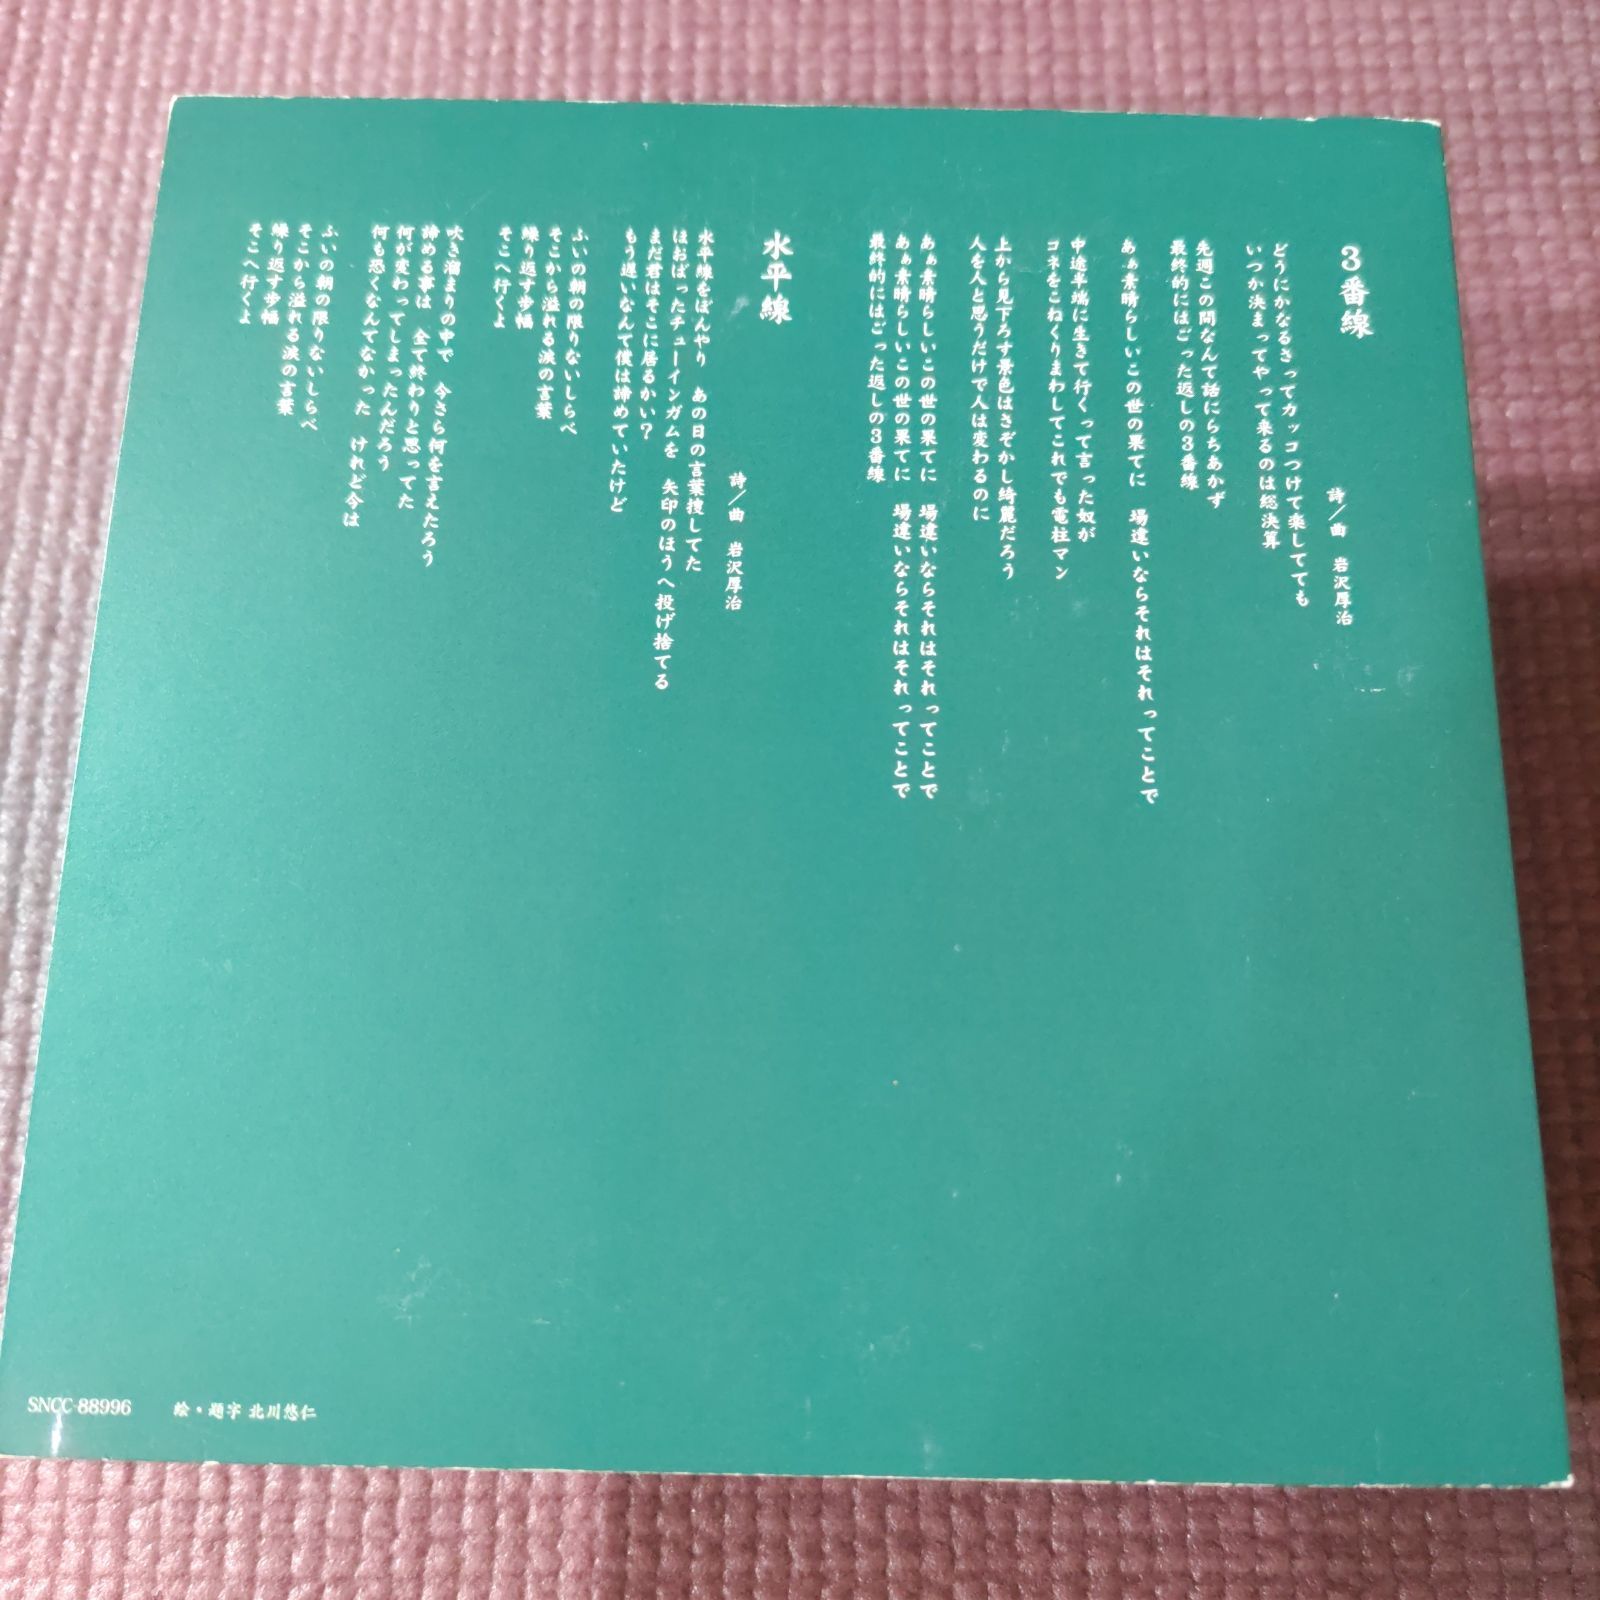 3番線
詩／曲 岩沢厚治
どうにかなるさってカッコつけて楽してても
いつか決まってやって来るのは総決算
先週この間なんて話にらちあかず
最終的にはごった返しの3番線
あぁ素晴らしいこの世の果てに 場違いならそれはそれってことで
中途半端に生きて行くって言った奴が
コネをこねくりまわしてこれでも電柱マン
上から見下ろす景色はさぞかし綺麗だろう
人を人と思うだけで人は変わるのに
あぁ素晴らしいこの世の果てに 場違いならそれはそれってことで
あぁ素晴らしいこの世の果てに 場違いならそれはそれってことで
最終的にはごった返しの3番線
水平線
詩／曲 岩沢厚治
水平線をぼんやり あの日の言葉捜してた
ほおばったチューインガムを 矢印のほうへ投げ捨てる
まだ君はそこに居るかい?
もう遅いなんて僕は諦めていたけど
ふいの朝の限りないしらべ
そこから溢れる涙の言葉
繰り返す歩幅
そこへ行くよ
吹き溜まりの中で 今さら何を言えたろう
諦める事は 全て終わりと思ってた
何が変わってしまったんだろう
何も恐くなんてなかった けれど今は
ふいの朝の限りないしらべ
そこから溢れる涙の言葉
繰り返す歩幅
そこへ行くよ
SNCC-88996
絵・題字 北川悠仁